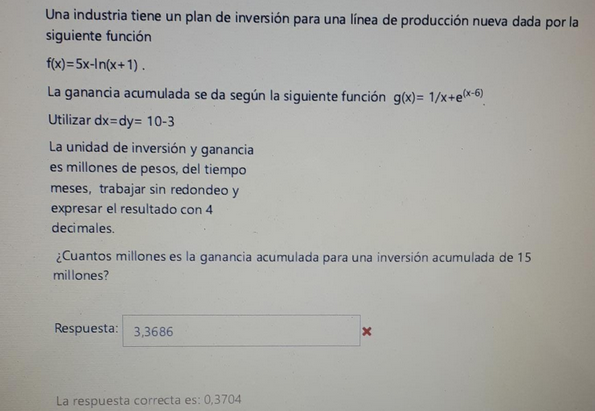 Una industria tiene un plan de inversión para una línea de producción nueva dada por la
siguiente función
f(x)=5x-ln(x+1) .
La ganancia acumulada se da según la siguiente función g(x)= 1/x+e^(x-6)
Utilizar dx=dy= 10-3
La unidad de inversión y ganancia
es millones de pesos, del tiempo
meses, trabajar sin redondeo y
expresar el resultado con 4
decimales.
¿Cuantos millones es la ganancia acumulada para una inversión acumulada de 15
millones?
Respuesta: 3,3686 ×
La respuesta correcta es: 0,3704